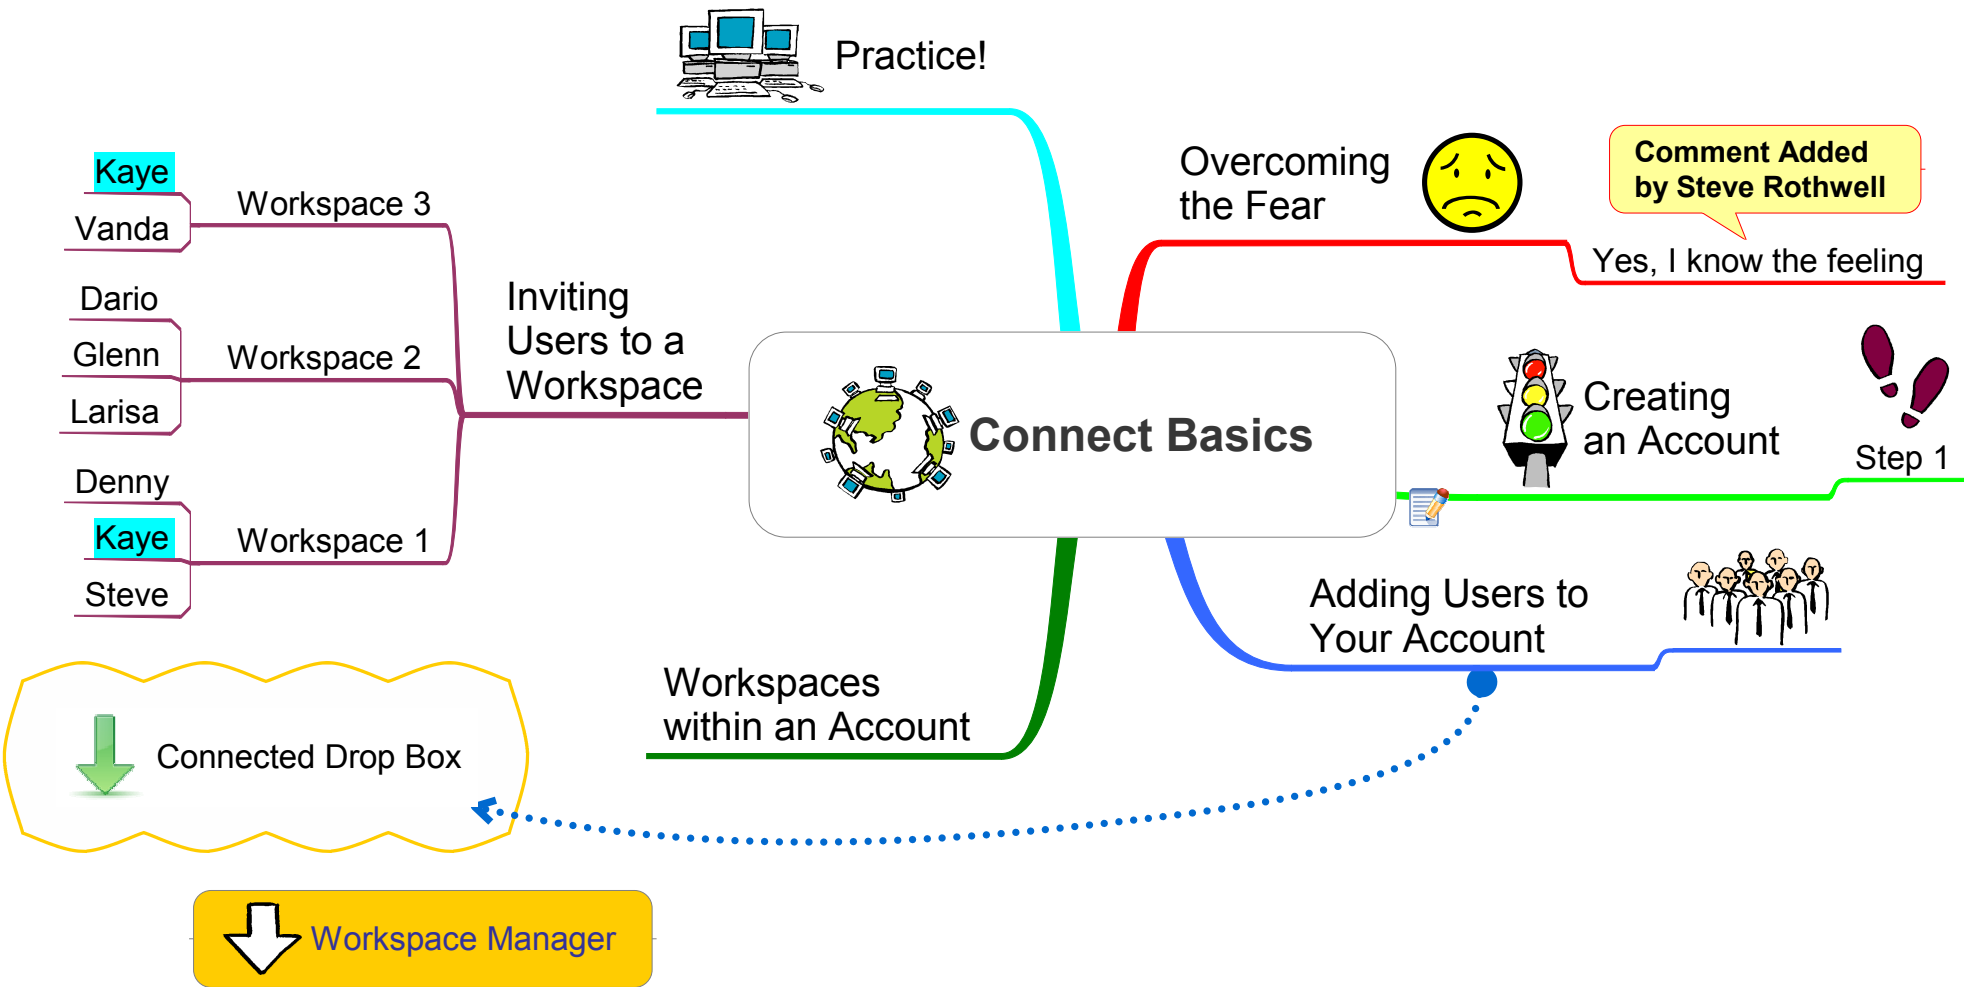 Practice!
Overcoming
the Fear
Comment Added
by Steve Rothwell
Yes, I know the feeling
Kaye
Vanda
Workspace 3
Dario
Glenn
Larisa
Workspace 2
Denny
Kaye
Steve
Workspace 1
Inviting
Users to a
Workspace
Connect Basics
Creating
an Account
Step 1
Adding Users to
Your Account
Workspaces
within an Account
Connected Drop Box
Workspace Manager